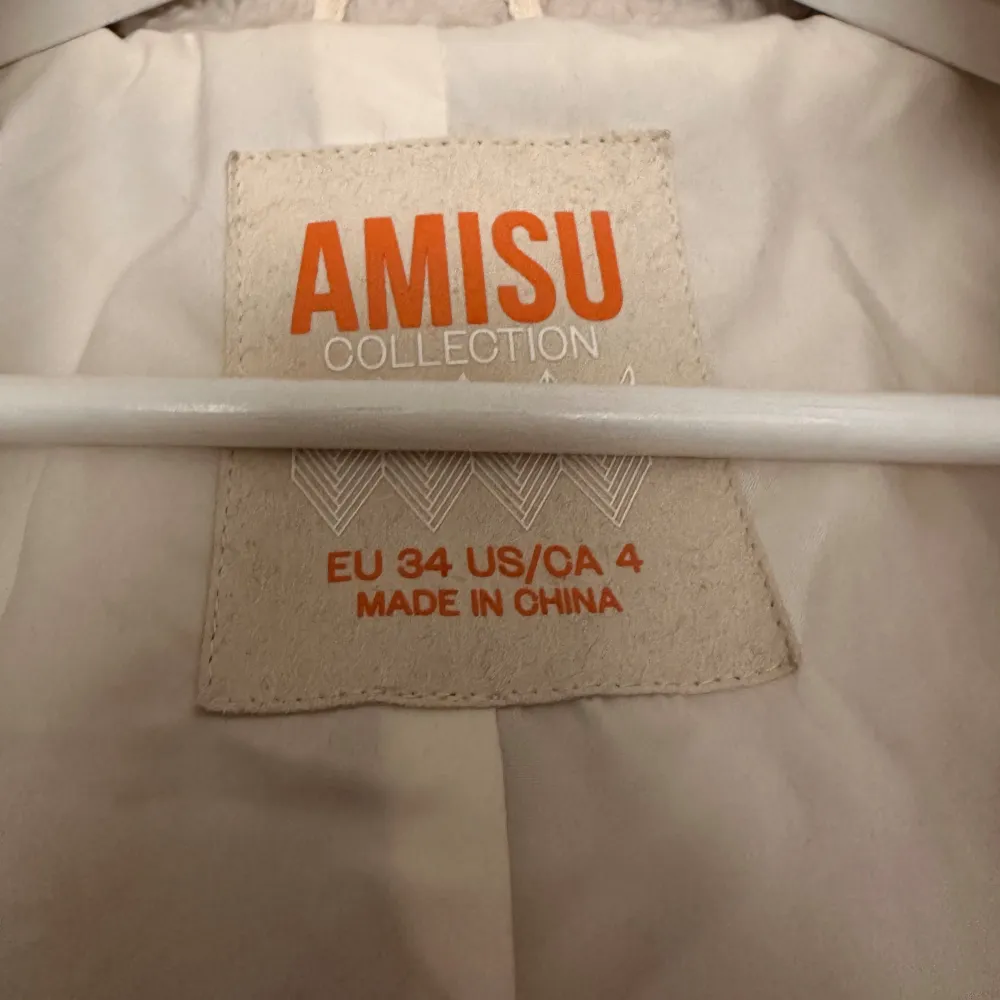 AMISU
COLLECTION
EU 34 US/CA 4
MADE IN CHINA